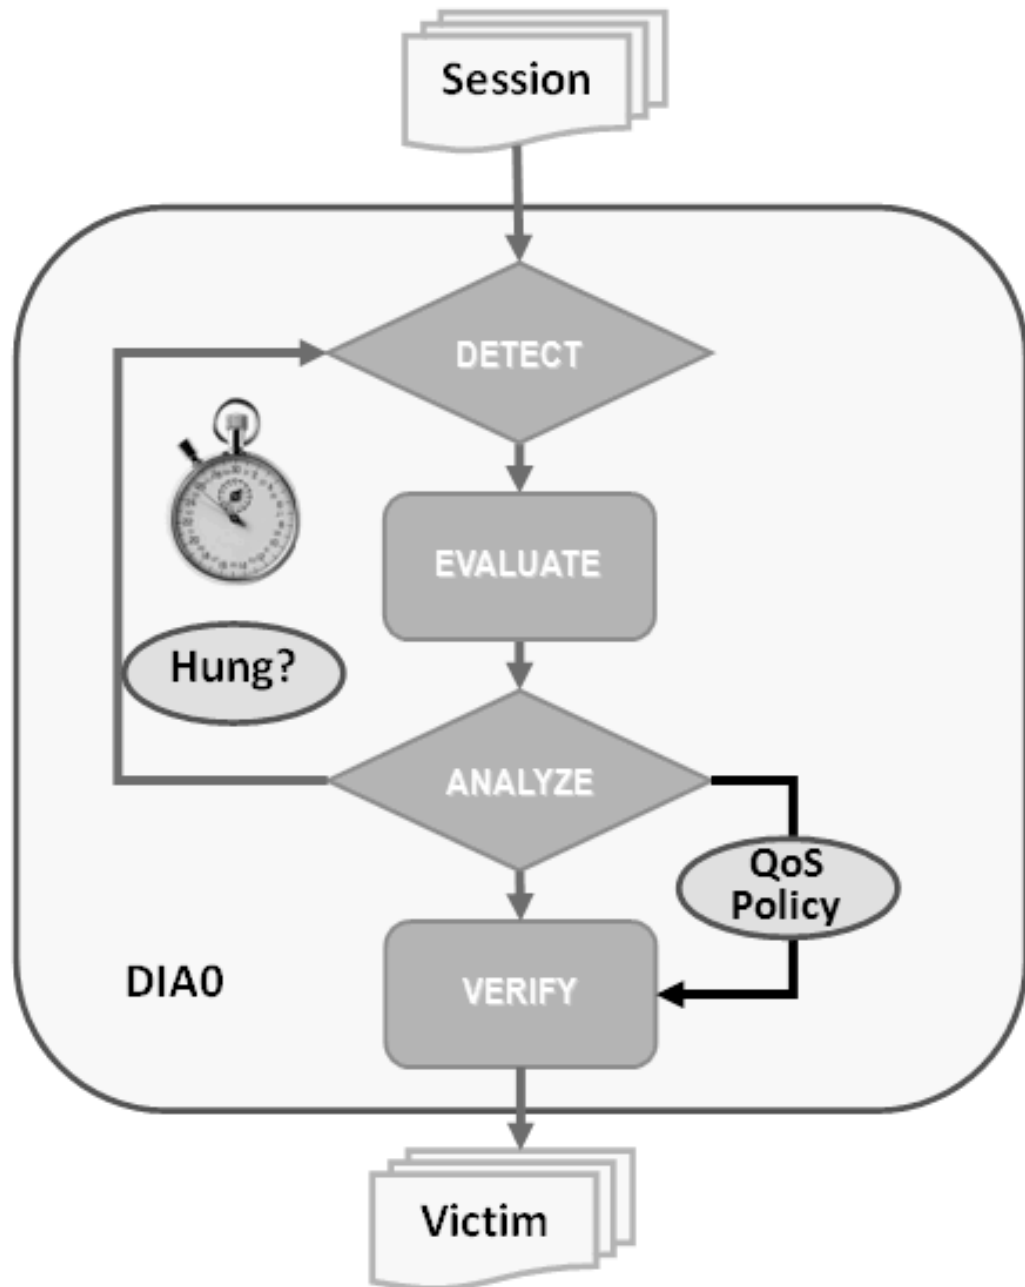 Session
DETECT
EVALUATE
Hung?
ANALYZE
QoS
Policy
DIA0
VERIFY
Victim